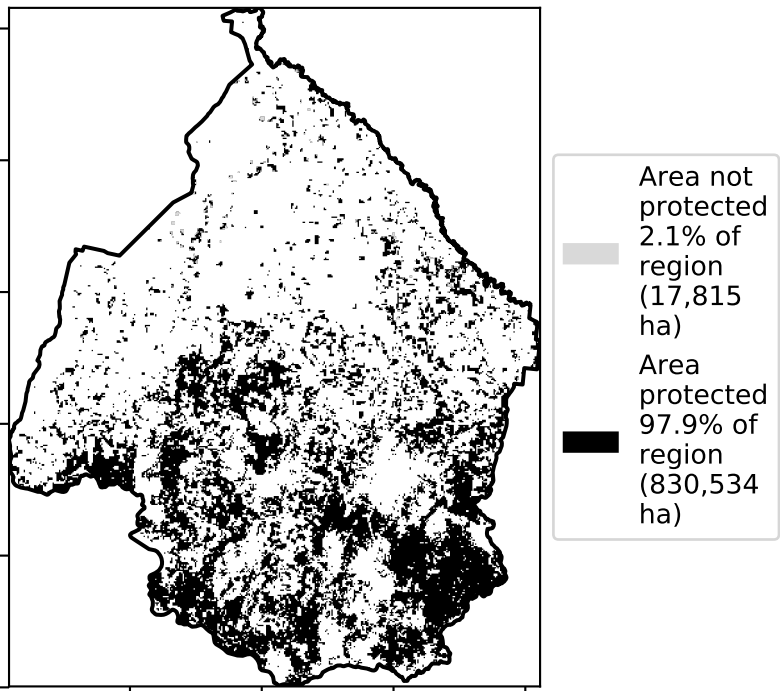 Area not
protected
2.1% of
region
(17,815
ha)
Area
protected
97.9% of
region
(830,534
ha)